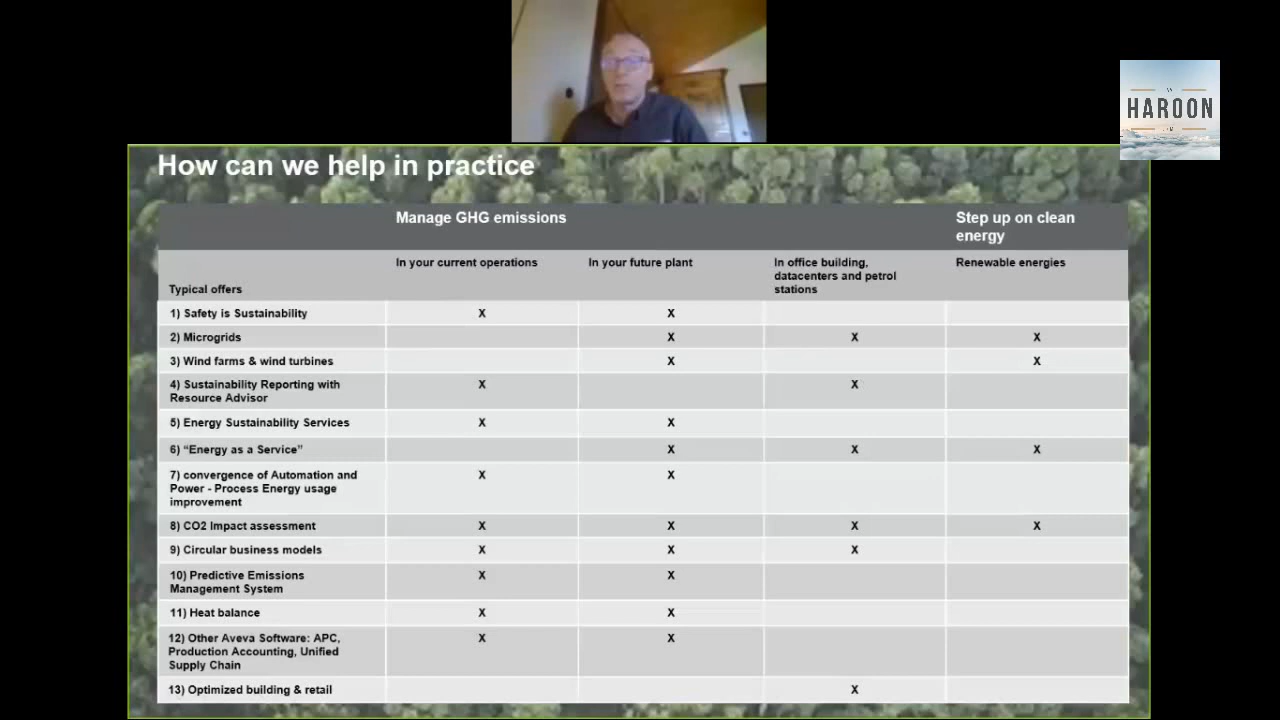 HAROON
How can we help in practice
Manage GHG emissions
Step up on clean
energy
Typical offers
In your current operations
In your future plant
In office building,
datacenters and petrol
stations
Renewable energies
1) Safety is Sustainability X X
2) Microgrids X X X
3) Wind farms & wind turbines X X
4) Sustainability Reporting with X X
Resource Advisor
5) Energy Sustainability Services X X
6) “Energy as a Service” X X X
7) convergence of Automation and X X
Power - Process Energy usage
improvement
8) CO2 Impact assessment X X X X
9) Circular business models X X X
10) Predictive Emissions X X
Management System
11) Heat balance X X
12) Other Aveva Software: APC, X X
Production Accounting, Unified
Supply Chain
13) Optimized building & retail X